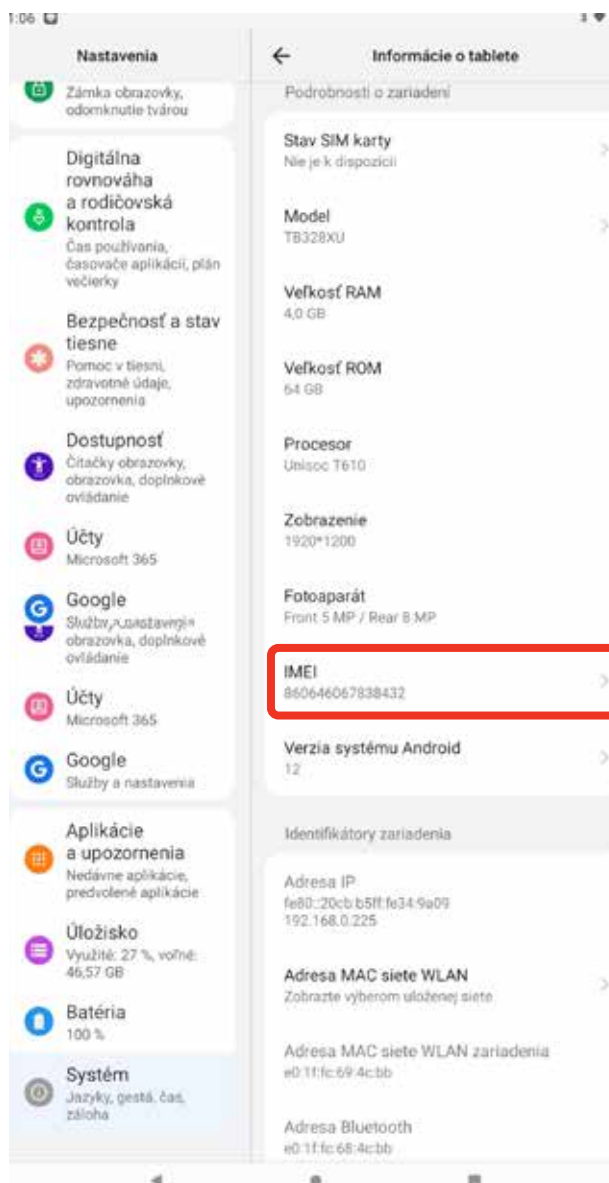 1:06
Nastavenia
Zámka obrazovky,
odomknutie tvárou
Digitálna
rovnováha
a rodičovská
kontrola
Čas používania,
časovače aplikácií, plán
večierky
Bezpečnosť a stav
tiesne
Pomoc v tiesni,
zdravotné údaje,
upozornenia
Dostupnosť
Čítačky obrazovky,
obrazovka, doplnkové
ovládanie
Účty
Microsoft 365
Google
Služby a nastavenia
obrazovka, doplnkové
ovládanie
Účty
Microsoft 365
Google
Služby a nastavenia
Aplikácie
a upozornenia
Nedávne aplikácie,
predvolené aplikácie
Úložisko
Využité: 27 %, voľné:
46,57 GB
Batéria
100 %
Systém
Jazyky, gestá, čas,
záloha
Informácie o tablete
Podrobnosti o zariadení
Stav SIM karty
Nie je k dispozícii
Model
TB328XU
Veľkosť RAM
4,0 GB
Veľkosť ROM
64 GB
Procesor
Unisoc T610
Zobrazenie
1920*1200
Fotoaparát
Front 5 MP / Rear 8 MP
IMEI
860646067838432
Verzia systému Android
12
Identifikátory zariadenia
Adresa IP
fe80::20cb:b5ff:fe34:9a09
192.168.0.225
Adresa MAC siete WLAN
Zobrazte výberom uloženej siete
Adresa MAC siete WLAN zariadenia
e0:1f:fc:69:4c:bb
Adresa Bluetooth
e0:1f:fc:68:4c:bb